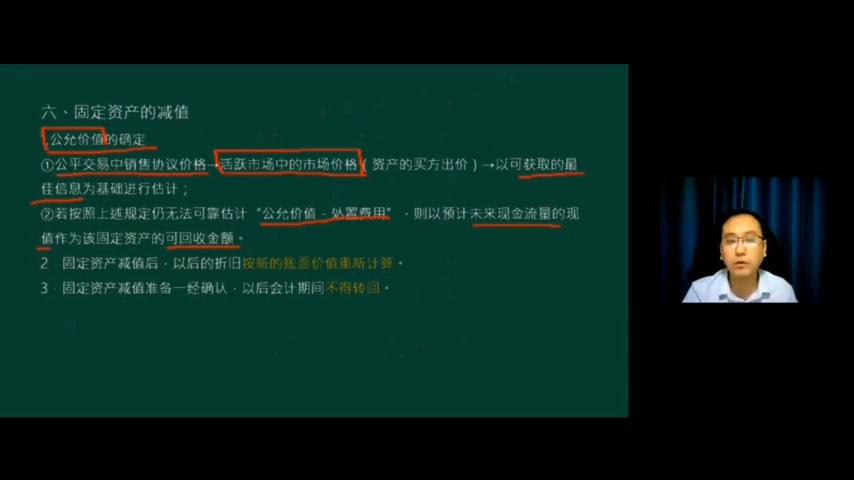 六、固定资产的减值
.公允价值的确定
①公平交易中销售协议价格→活跃市场中的市场价格(资产的买方出价)→以可获取的最
佳信息为基础进行估计；
②若按照上述规定仍无法可靠估计“公允价值-处置费用”，则以预计未来现金流量的现
值作为该固定资产的可回收金额。
2．固定资产减值后，以后的折旧按新的账面价值重新计算。
3．固定资产减值准备一经确认，以后会计期间不得转回。